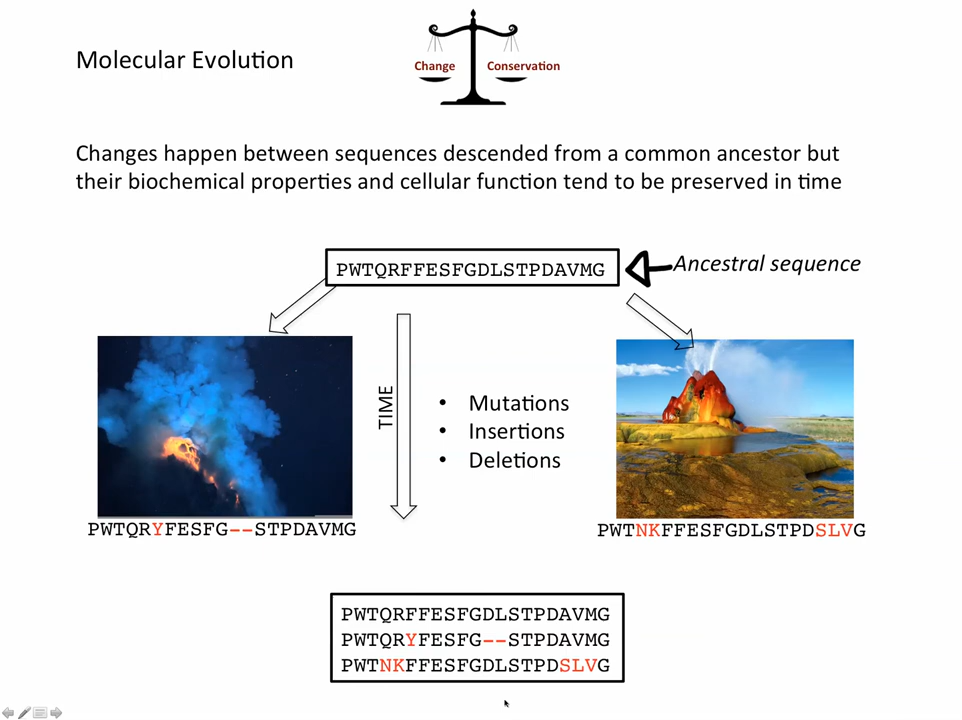 Molecular Evolution
Change
Conservation
Changes happen between sequences descended from a common ancestor but
their biochemical properties and cellular function tend to be preserved in time
PWTQRFFESFGDLSTPDAVMG
Ancestral sequence
TIME
• Mutations
• Insertions
• Deletions
PWTQRYFESFG--STPDAVMG
PWTNKFFESFGDLSTPDSLVG
PWTQRFFESFGDLSTPDAVMG
PWTQRYFESFG--STPDAVMG
PWTNKFFESFGDLSTPDSLVG